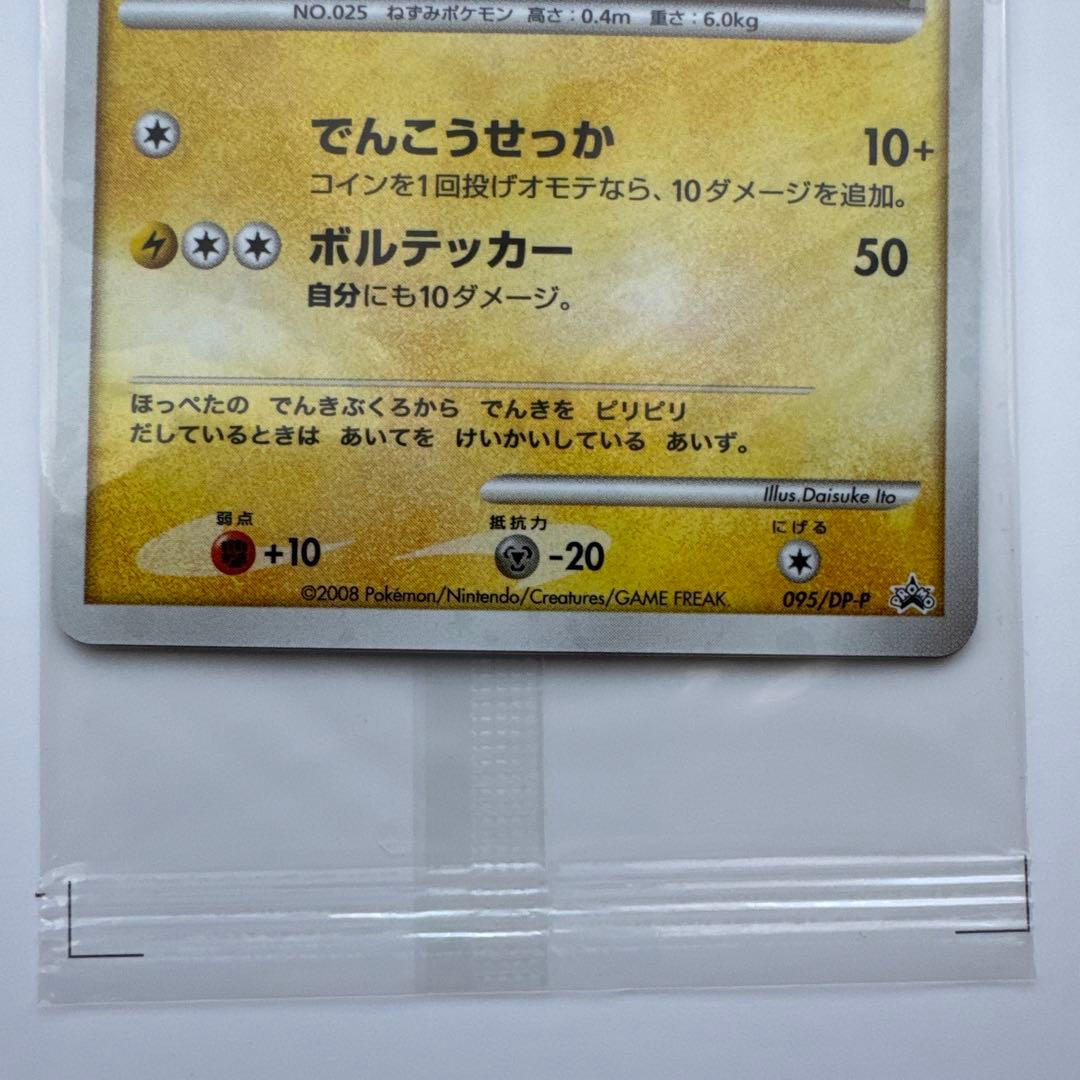 NO.025 ねずみポケモン 高さ:0.4m 重さ:6.0kg
でんこうせっか 10+
コインを1回投げオモテなら、10ダメージを追加。
ボルテッカー 50
自分にも10ダメージ。
ほっぺたの でんきぶくろから でんきを ピリピリ
だしているときは あいてを けいかいしている あいず。
Illus.Daisuke Ito
弱点 抵抗力 にげる
+10 -20
©2008 Pokémon/Nintendo/Creatures/GAME FREAK. 095/DP-P PROMO